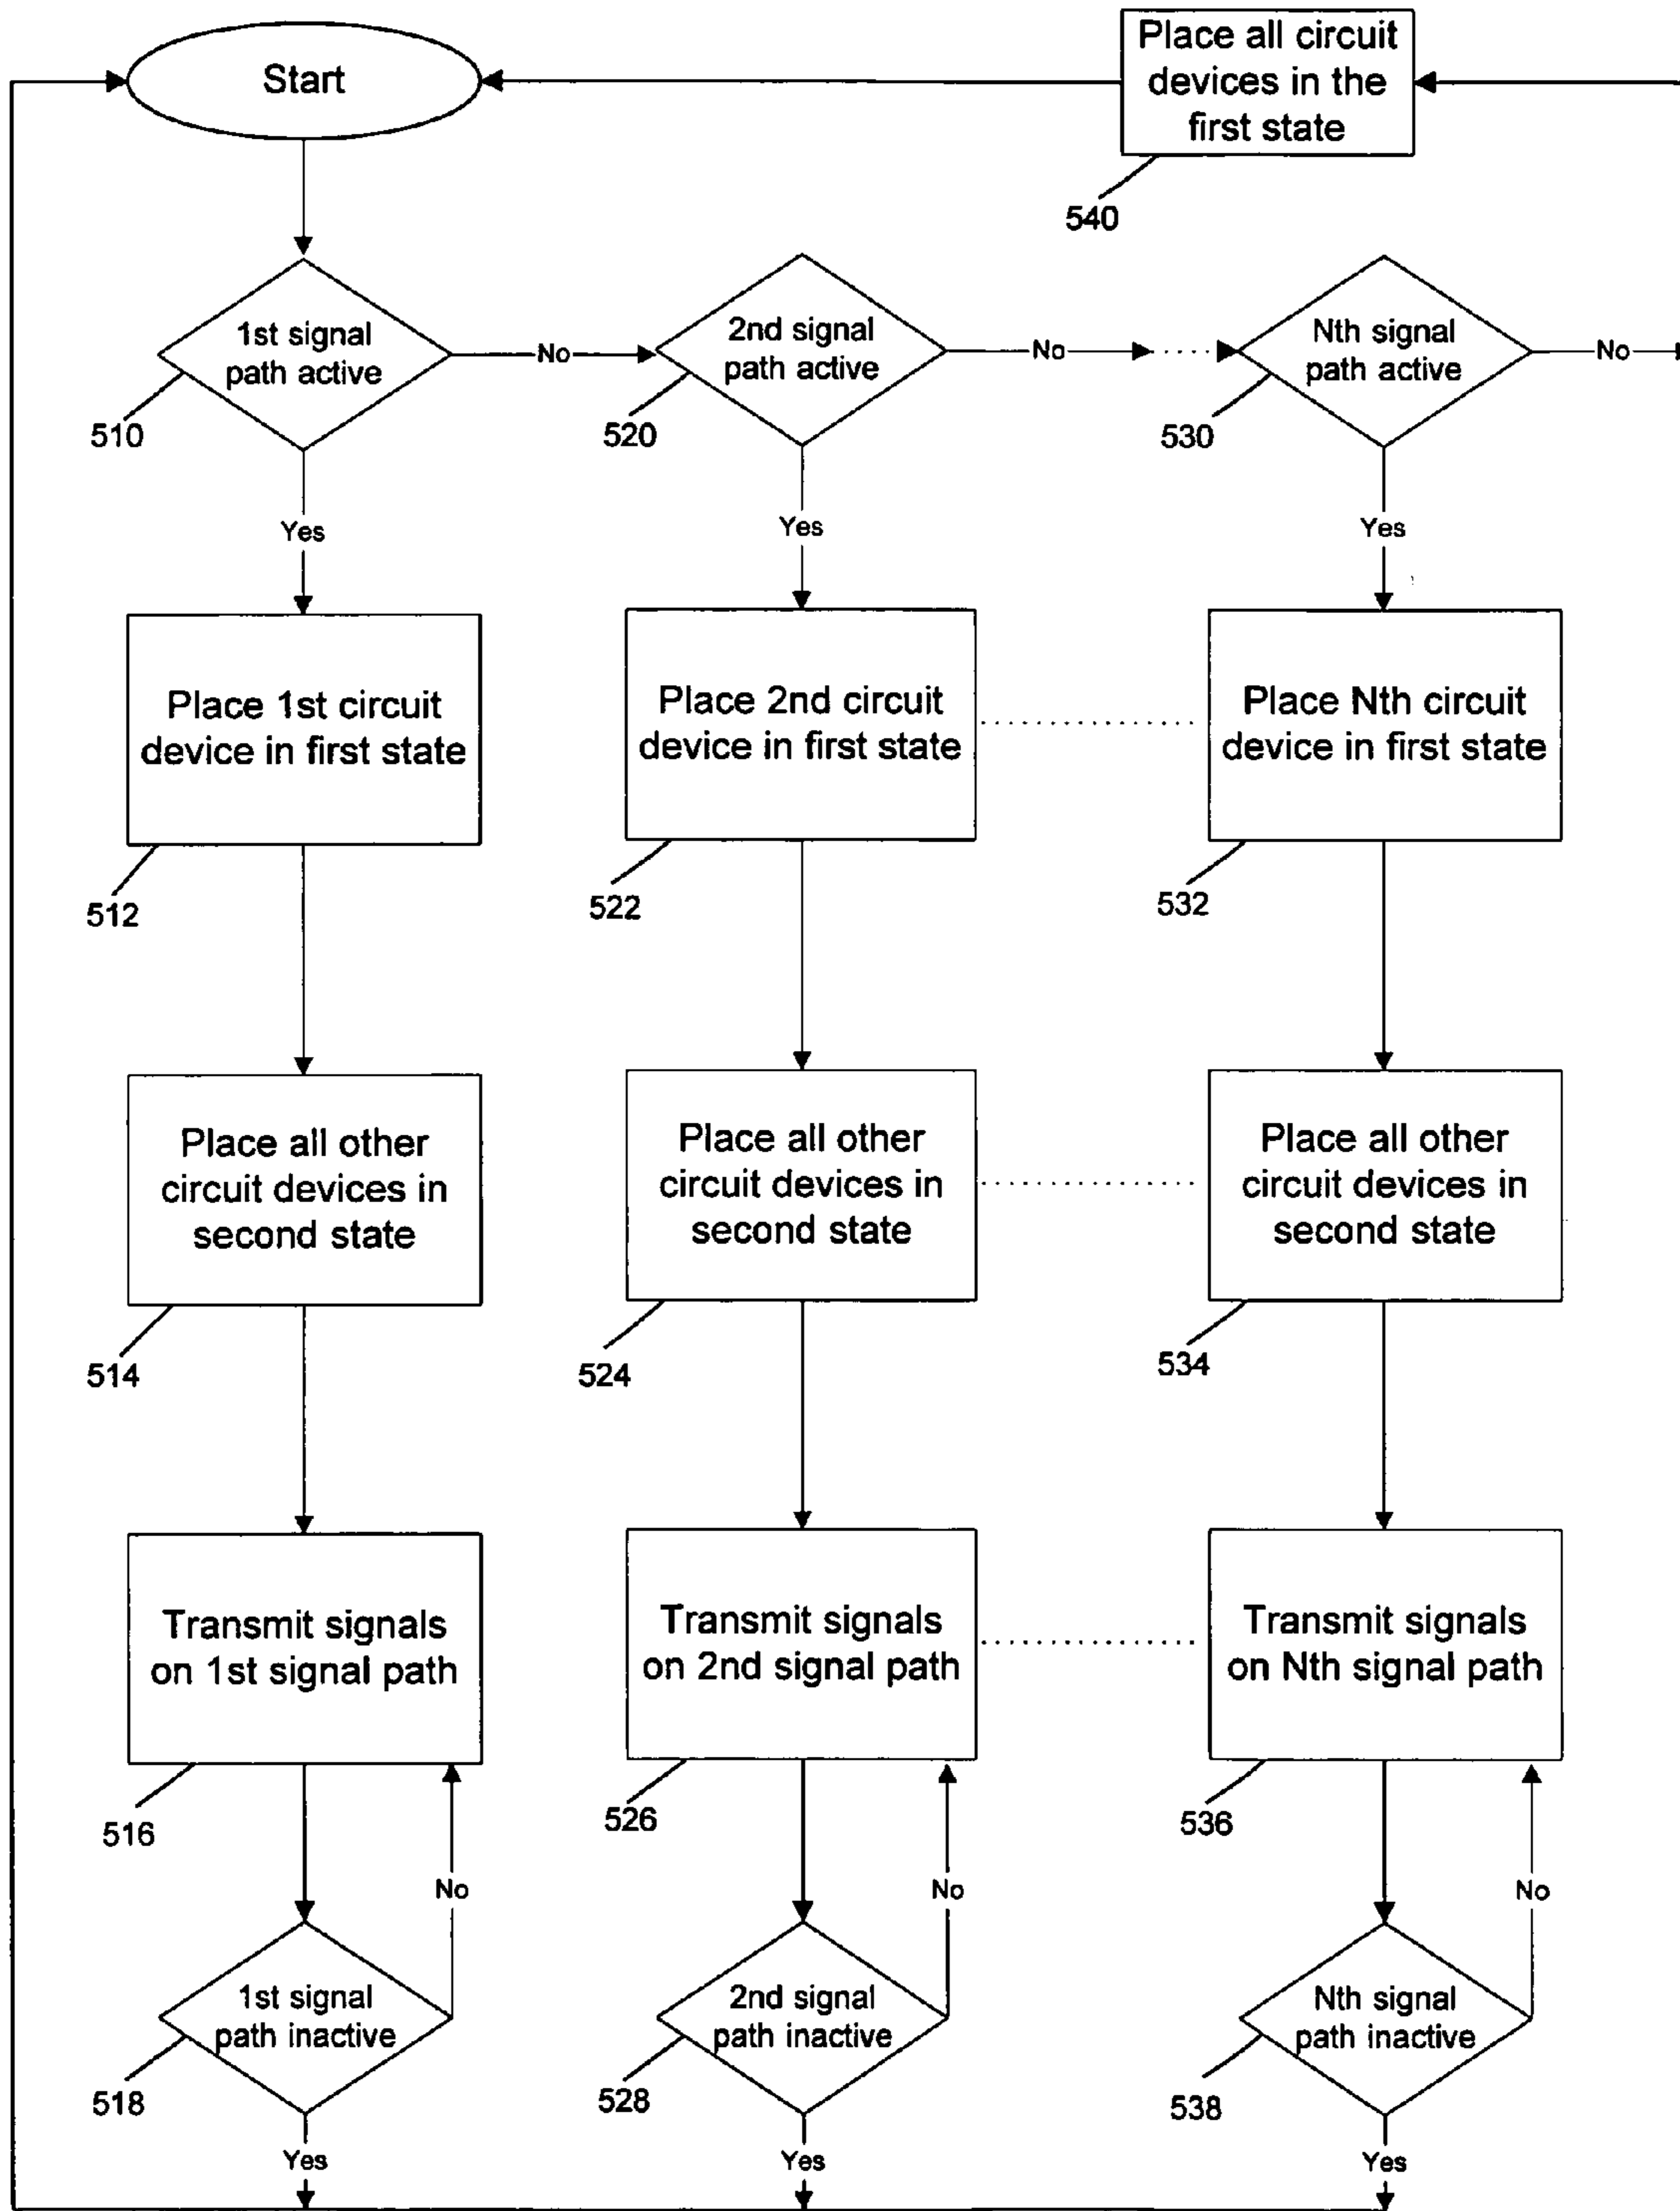 Start
Place all circuit
devices in the
first state
540
1st signal
path active
510
No
2nd signal
path active
520
No
Nth signal
path active
530
No
Yes
Yes
Yes
Place 1st circuit
device in first state
512
Place 2nd circuit
device in first state
522
Place Nth circuit
device in first state
532
Place all other
circuit devices in
second state
514
Place all other
circuit devices in
second state
524
Place all other
circuit devices in
second state
534
Transmit signals
on 1st signal path
516
Transmit signals
on 2nd signal path
526
Transmit signals
on Nth signal path
536
No
No
No
1st signal
path inactive
518
2nd signal
path inactive
528
Nth signal
path inactive
538
Yes
Yes
Yes